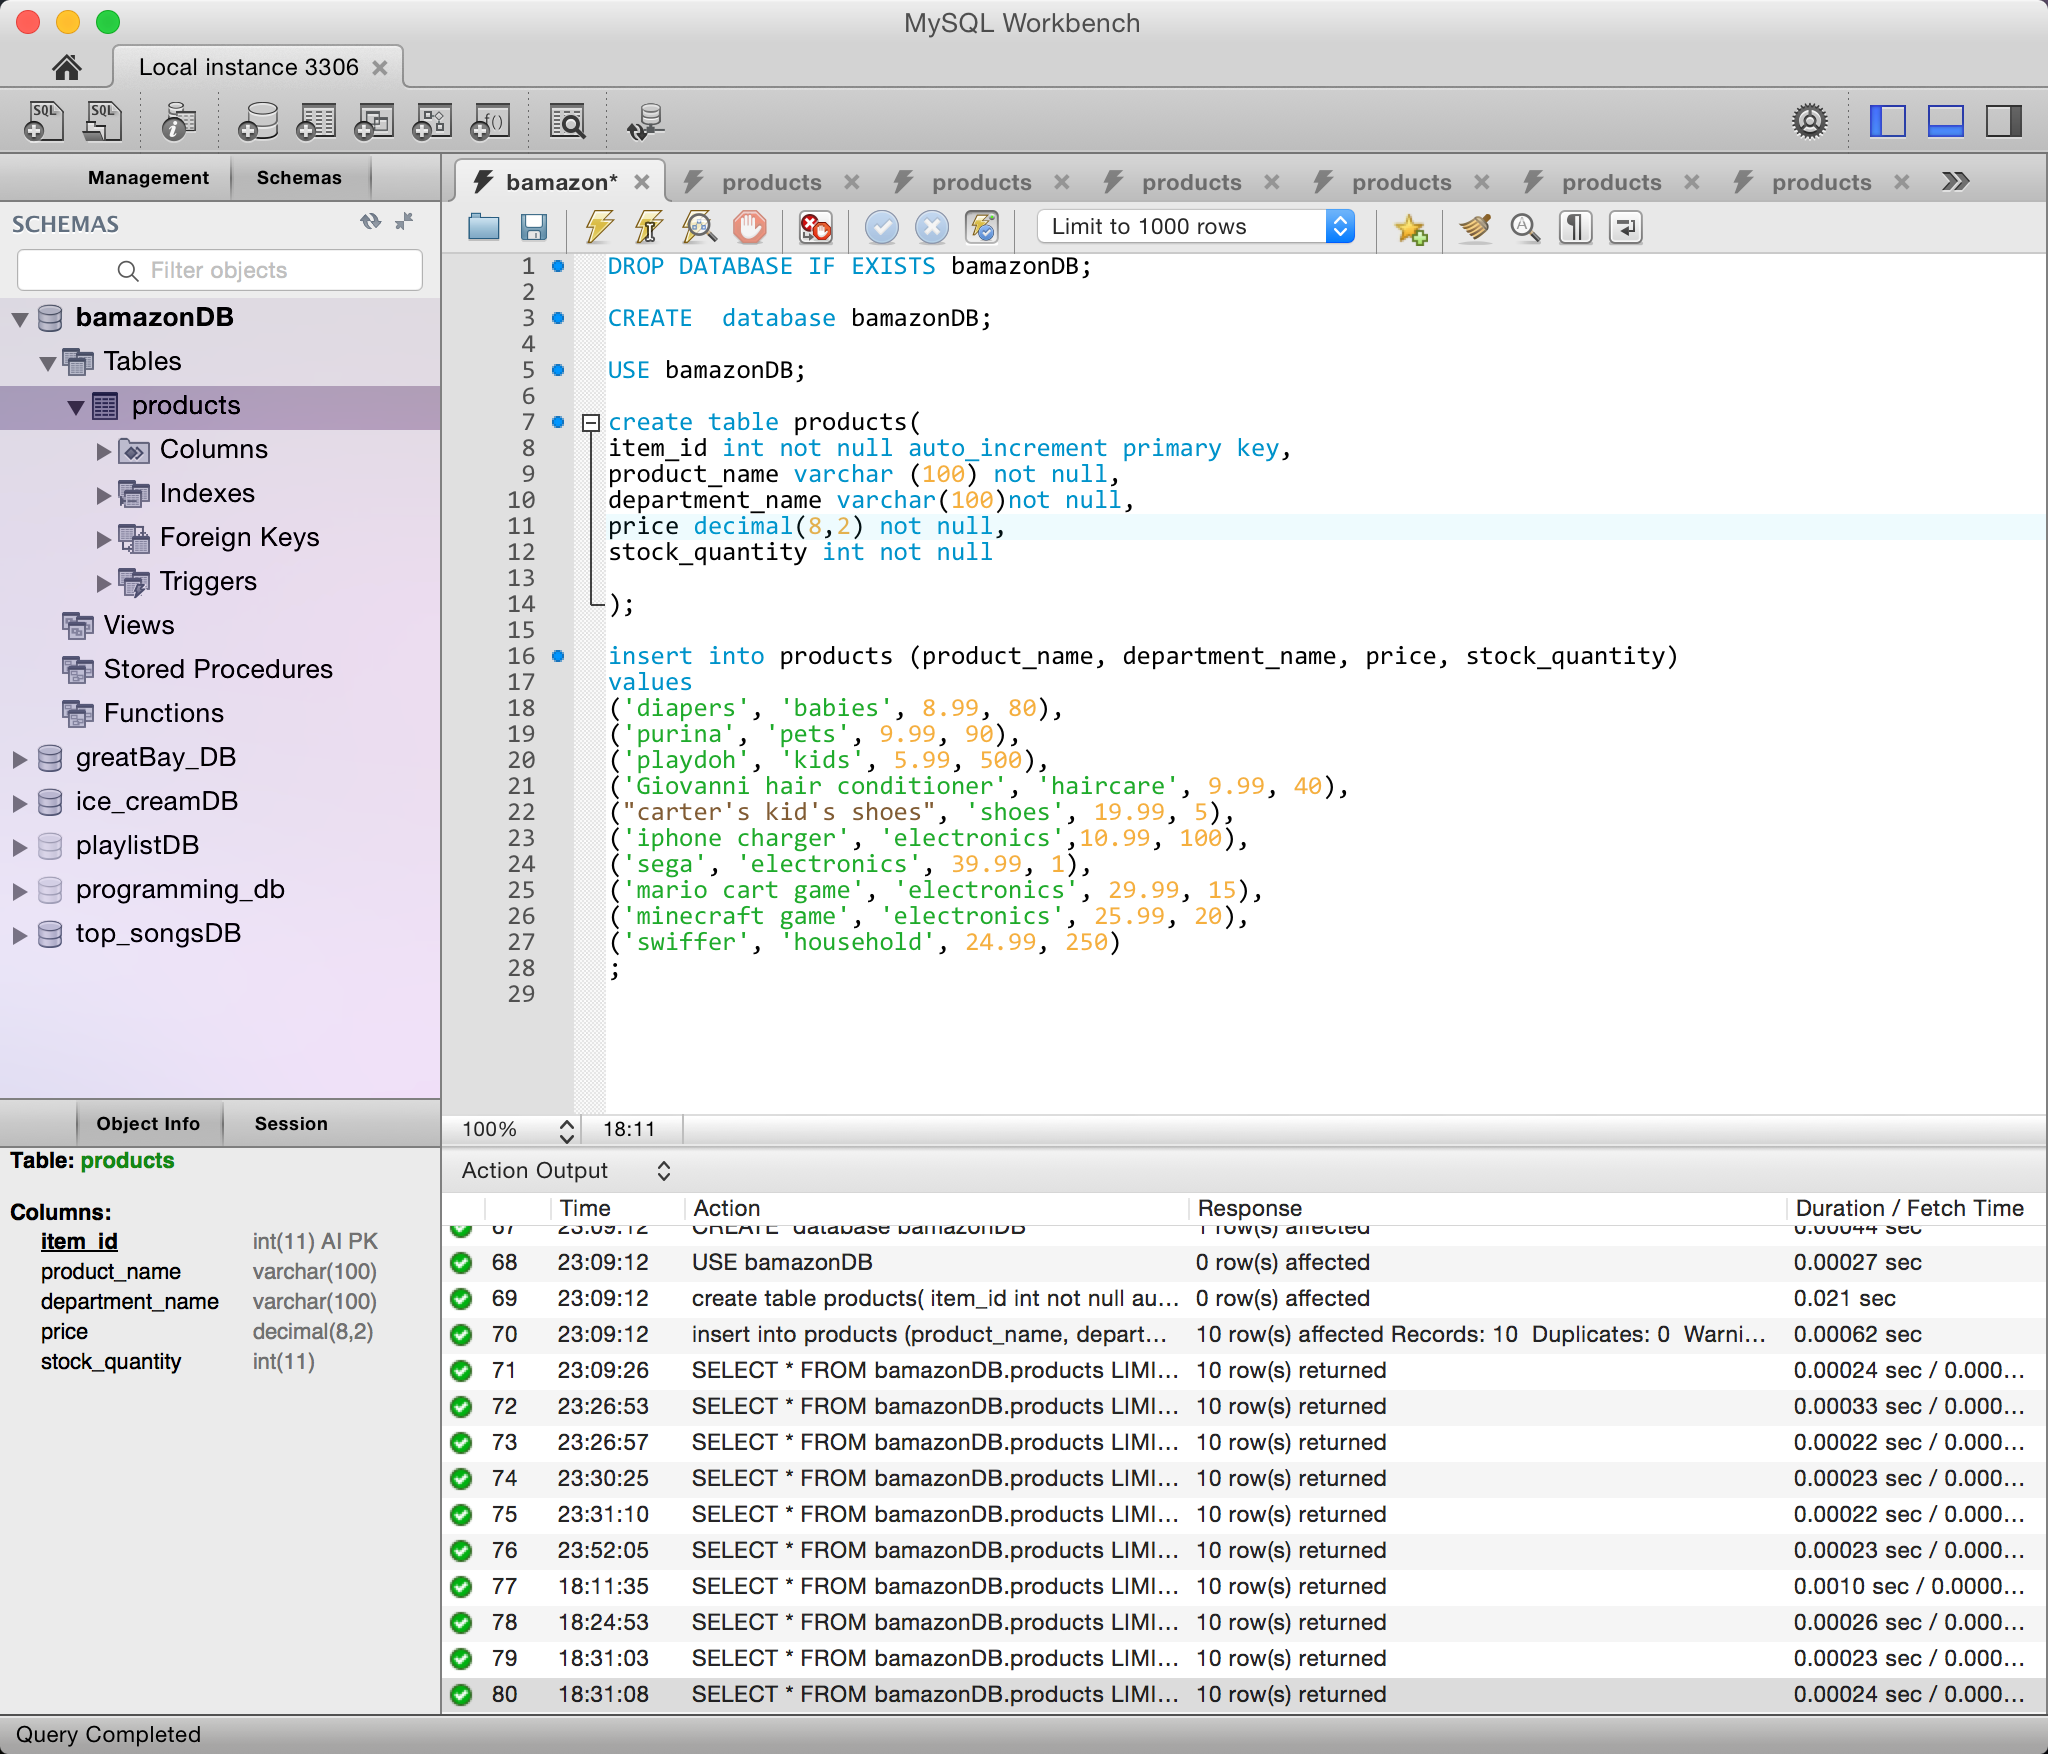 MySQL Workbench
Local instance 3306
Management Schemas
SCHEMAS
Filter objects
bamazonDB
Tables
products
Columns
Indexes
Foreign Keys
Triggers
Views
Stored Procedures
Functions
greatBay_DB
ice_creamDB
playlistDB
programming_db
top_songsDB
Object Info Session
Table: products
Columns:
item_id int(11) AI PK
product_name varchar(100)
department_name varchar(100)
price decimal(8,2)
stock_quantity int(11)
bamazon* products products products products products products
Limit to 1000 rows
1 DROP DATABASE IF EXISTS bamazonDB;
2
3 CREATE  database bamazonDB;
4
5 USE bamazonDB;
6
7 create table products(
8 item_id int not null auto_increment primary key,
9 product_name varchar (100) not null,
10 department_name varchar(100)not null,
11 price decimal(8,2) not null,
12 stock_quantity int not null
13
14 );
15
16 insert into products (product_name, department_name, price, stock_quantity)
17 values
18 ('diapers', 'babies', 8.99, 80),
19 ('purina', 'pets', 9.99, 90),
20 ('playdoh', 'kids', 5.99, 500),
21 ('Giovanni hair conditioner', 'haircare', 9.99, 40),
22 ("carter's kid's shoes", 'shoes', 19.99, 5),
23 ('iphone charger', 'electronics',10.99, 100),
24 ('sega', 'electronics', 39.99, 1),
25 ('mario cart game', 'electronics', 29.99, 15),
26 ('minecraft game', 'electronics', 25.99, 20),
27 ('swiffer', 'household', 24.99, 250)
28 ;
29
100% 18:11
Action Output
Time Action Response Duration / Fetch Time
67 23:09:12 CREATE  database bamazonDB 1 row(s) affected 0.00044 sec
68 23:09:12 USE bamazonDB 0 row(s) affected 0.00027 sec
69 23:09:12 create table products( item_id int not null au... 0 row(s) affected 0.021 sec
70 23:09:12 insert into products (product_name, depart... 10 row(s) affected Records: 10  Duplicates: 0  Warni... 0.00062 sec
71 23:09:26 SELECT * FROM bamazonDB.products LIMI... 10 row(s) returned 0.00024 sec / 0.000...
72 23:26:53 SELECT * FROM bamazonDB.products LIMI... 10 row(s) returned 0.00033 sec / 0.000...
73 23:26:57 SELECT * FROM bamazonDB.products LIMI... 10 row(s) returned 0.00022 sec / 0.000...
74 23:30:25 SELECT * FROM bamazonDB.products LIMI... 10 row(s) returned 0.00023 sec / 0.000...
75 23:31:10 SELECT * FROM bamazonDB.products LIMI... 10 row(s) returned 0.00022 sec / 0.000...
76 23:52:05 SELECT * FROM bamazonDB.products LIMI... 10 row(s) returned 0.00023 sec / 0.000...
77 18:11:35 SELECT * FROM bamazonDB.products LIMI... 10 row(s) returned 0.0010 sec / 0.0000...
78 18:24:53 SELECT * FROM bamazonDB.products LIMI... 10 row(s) returned 0.00026 sec / 0.000...
79 18:31:03 SELECT * FROM bamazonDB.products LIMI... 10 row(s) returned 0.00023 sec / 0.000...
80 18:31:08 SELECT * FROM bamazonDB.products LIMI... 10 row(s) returned 0.00024 sec / 0.000...
Query Completed